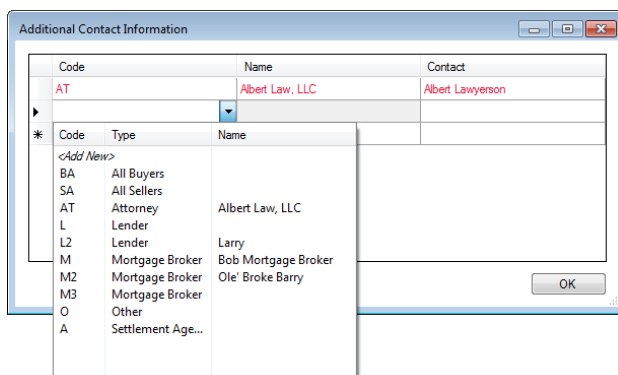 Additional Contact Information
Code Name Contact
AT Albert Law, LLC Albert Lawyerson
Code Type Name
<Add New>
BA All Buyers
SA All Sellers
AT Attorney Albert Law, LLC
L Lender
L2 Lender Larry
M Mortgage Broker Bob Mortgage Broker
M2 Mortgage Broker Ole' Broke Barry
M3 Mortgage Broker
O Other
A Settlement Age...
OK